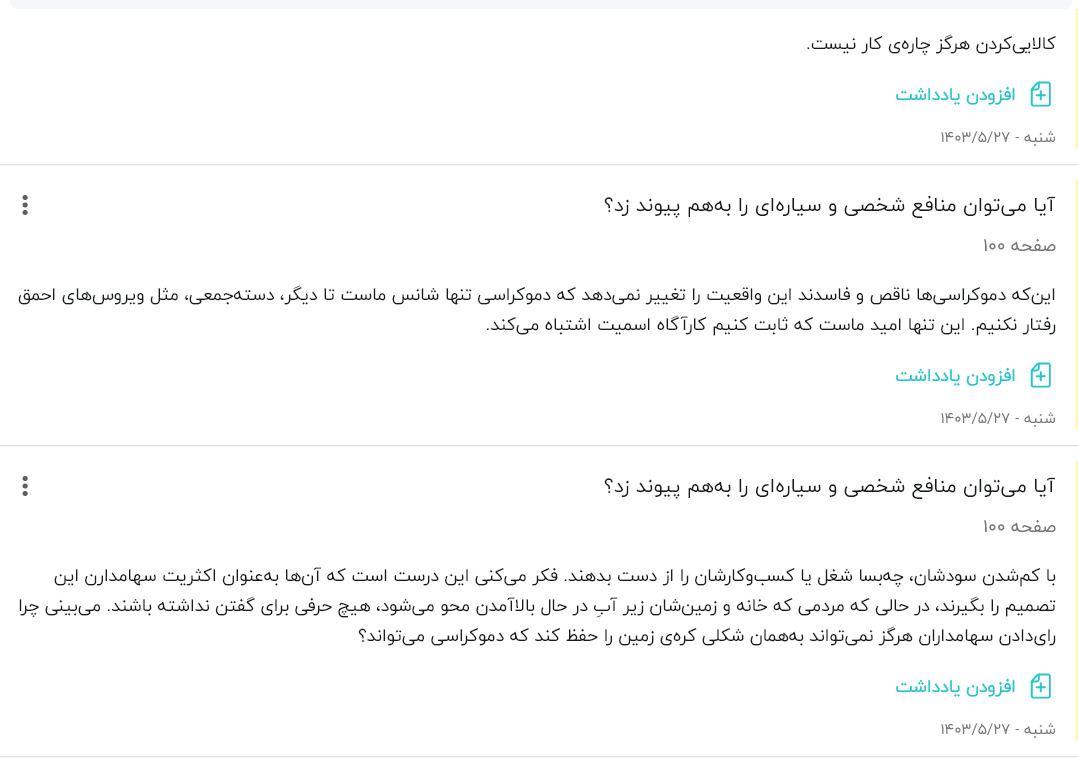 کالایی‌کردن هرگز چاره‌ی کار نیست.
افزودن یادداشت
شنبه - ۱۴۰۳/۵/۲۷
آیا می‌توان منافع شخصی و سیاره‌ای را به‌هم پیوند زد؟
صفحه ۱۰۰
این‌که دموکراسی‌ها ناقص و فاسدند این واقعیت را تغییر نمی‌دهد که دموکراسی تنها شانس ماست تا دیگر، دسته‌جمعی، مثل ویروس‌های احمق
رفتار نکنیم. این تنها امید ماست که ثابت کنیم کارآگاه اسمیت اشتباه می‌کند.
افزودن یادداشت
شنبه - ۱۴۰۳/۵/۲۷
آیا می‌توان منافع شخصی و سیاره‌ای را به‌هم پیوند زد؟
صفحه ۱۰۰
با کم‌شدن سودشان، چه‌بسا شغل یا کسب‌وکارشان را از دست بدهند. فکر می‌کنی این درست است که آن‌ها به‌عنوان اکثریت سهامدارن این
تصمیم را بگیرند، در حالی که مردمی که خانه و زمین‌شان زیر آبِ در حال بالاآمدن محو می‌شود، هیچ حرفی برای گفتن نداشته باشند. می‌بینی چرا
رای‌دادن سهامداران هرگز نمی‌تواند به‌همان شکلی کره‌ی زمین را حفظ کند که دموکراسی می‌تواند؟
افزودن یادداشت
شنبه - ۱۴۰۳/۵/۲۷